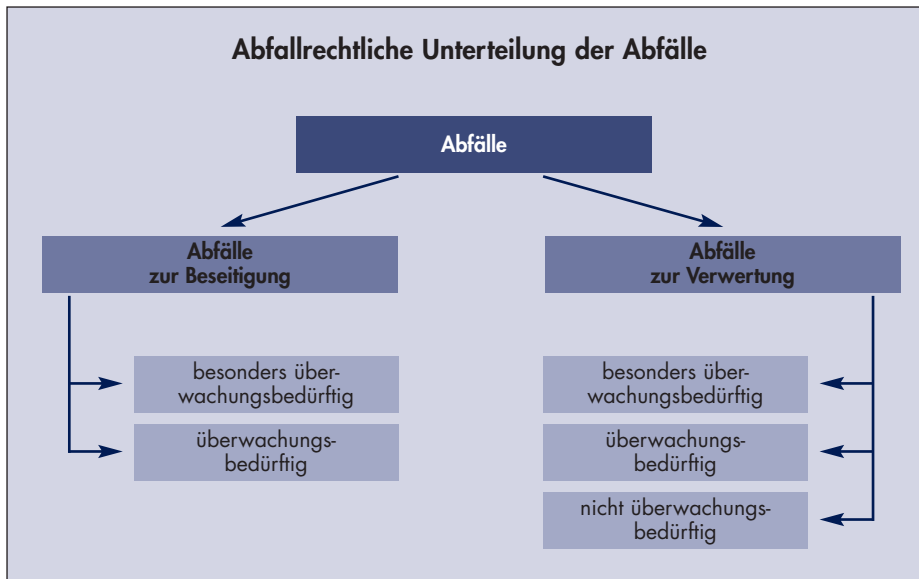 Abfallrechtliche Unterteilung der Abfälle
Abfälle
Abfälle
zur Beseitigung
besonders über-
wachungsbedürftig
überwachungs-
bedürftig
Abfälle
zur Verwertung
besonders über-
wachungsbedürftig
überwachungs-
bedürftig
nicht überwachungs-
bedürftig